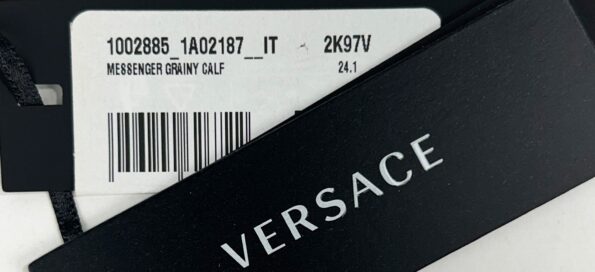 1002885_1A02187__IT 2K97V
MESSENGER GRAINY CALF 24.1
VERSACE